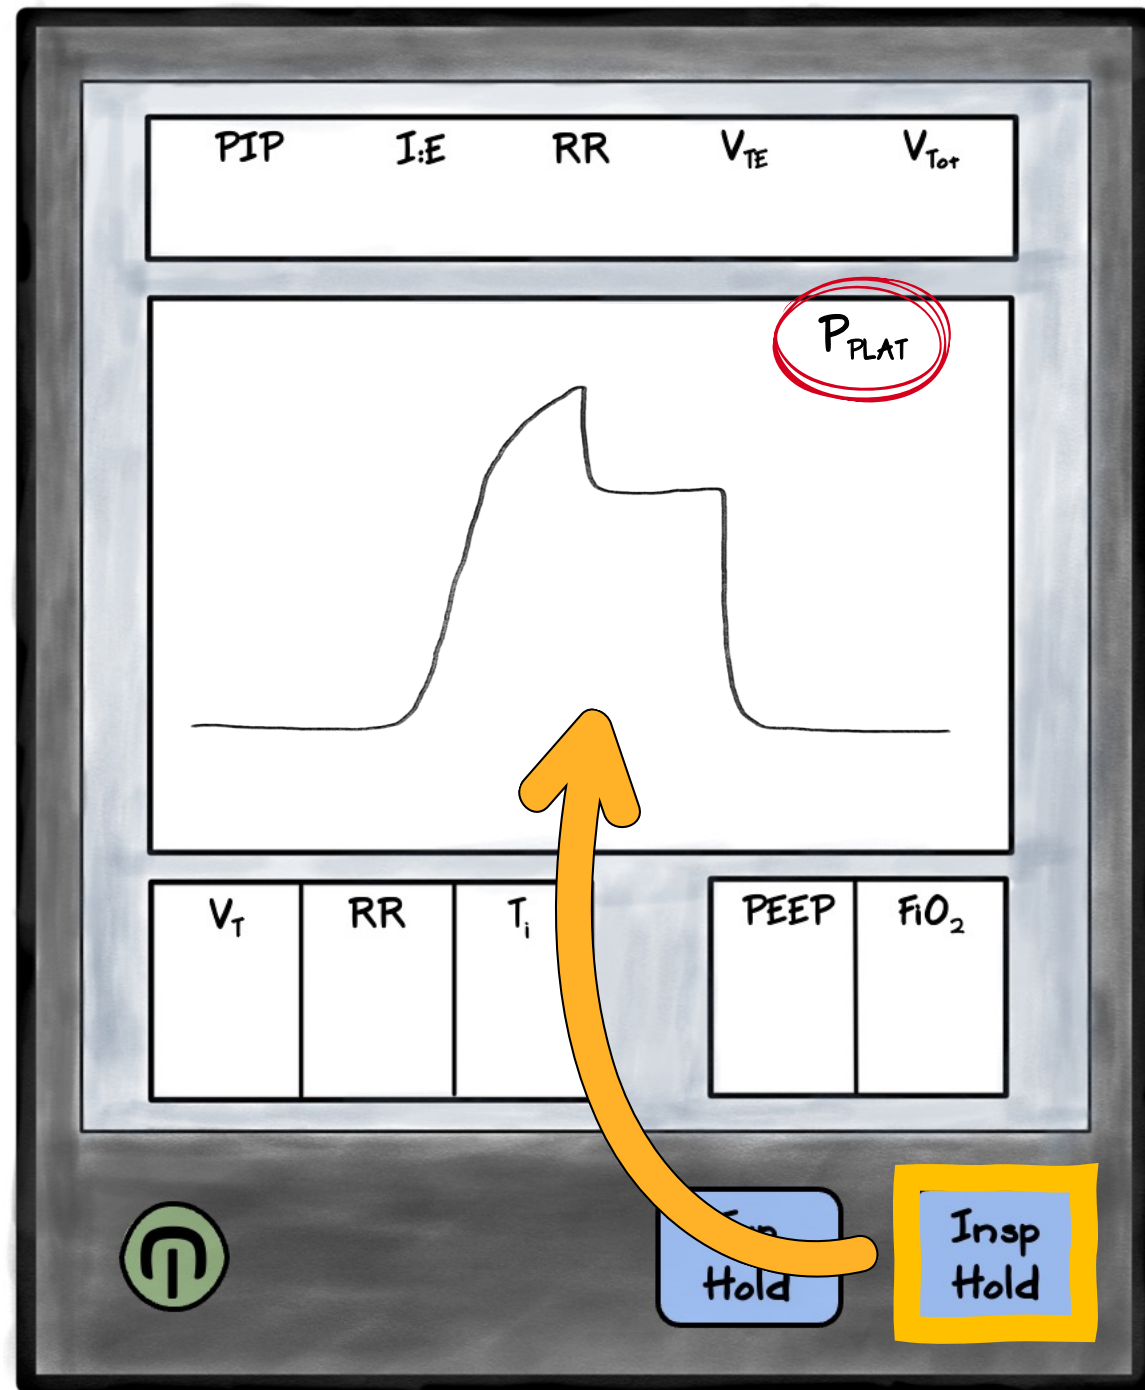 PIP I:E RR VTE VTot
PPLAT
VT RR Ti PEEP FiO2
Hold
Insp
Hold